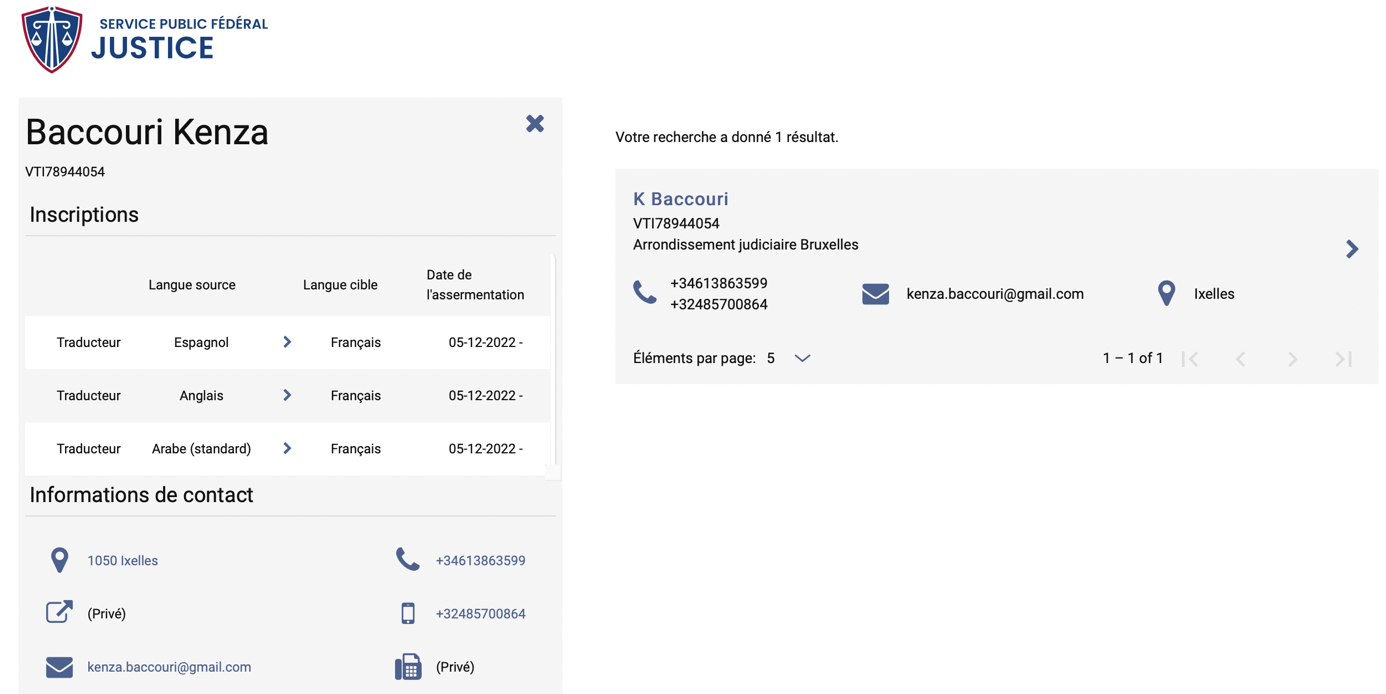 SERVICE PUBLIC FÉDÉRAL
JUSTICE
Baccouri Kenza
VTI78944054
Inscriptions
Langue source Langue cible Date de l'assermentation
Traducteur Espagnol Français 05-12-2022 -
Traducteur Anglais Français 05-12-2022 -
Traducteur Arabe (standard) Français 05-12-2022 -
Informations de contact
1050 Ixelles +34613863599
(Privé) +32485700864
kenza.baccouri@gmail.com (Privé)
Votre recherche a donné 1 résultat.
K Baccouri
VTI78944054
Arrondissement judiciaire Bruxelles
+34613863599
+32485700864
kenza.baccouri@gmail.com
Ixelles
Éléments par page: 5 1 – 1 of 1